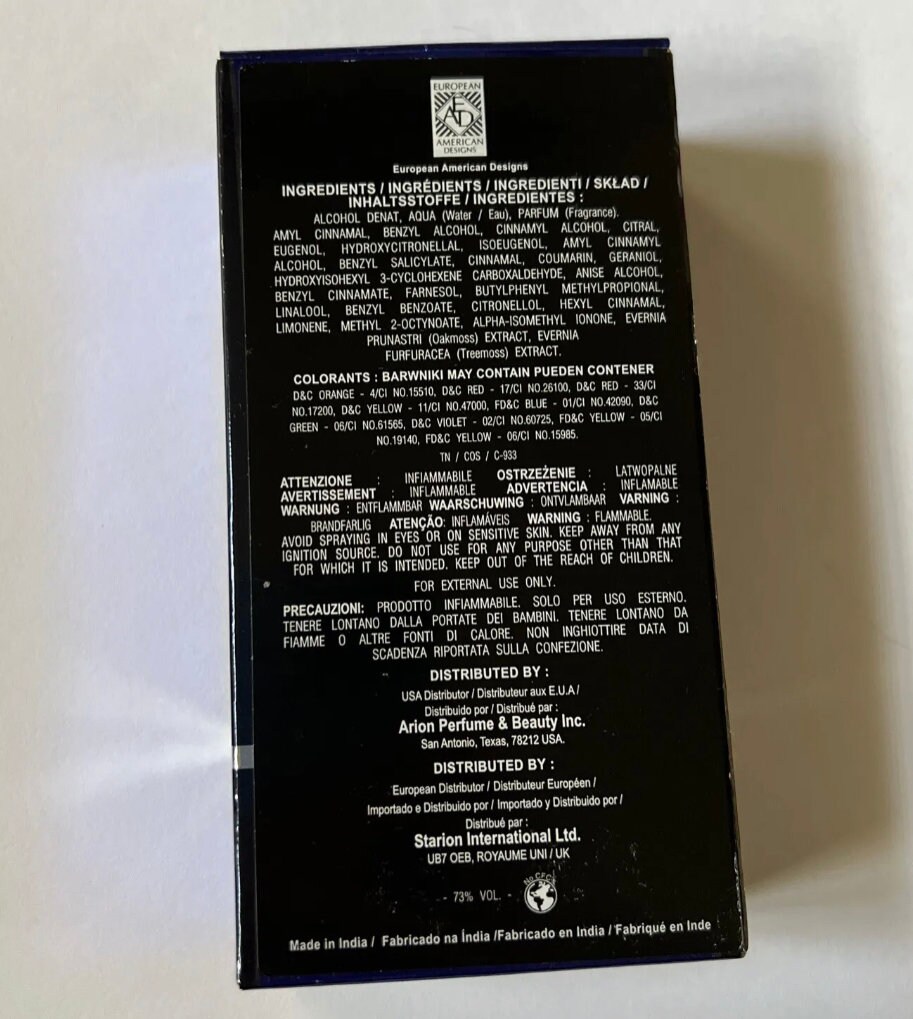 EUROPEAN
EAD
AMERICAN
DESIGNS
European American Designs
INGREDIENTS / INGRÉDIENTS / INGREDIENTI / SKŁAD /
INHALTSSTOFFE / INGREDIENTES :
ALCOHOL DENAT, AQUA (Water / Eau), PARFUM (Fragrance).
AMYL CINNAMAL, BENZYL ALCOHOL, CINNAMYL ALCOHOL, CITRAL,
EUGENOL, HYDROXYCITRONELLAL, ISOEUGENOL, AMYL CINNAMYL
ALCOHOL, BENZYL SALICYLATE, CINNAMAL, COUMARIN, GERANIOL,
HYDROXYISOHEXYL 3-CYCLOHEXENE CARBOXALDEHYDE, ANISE ALCOHOL,
BENZYL CINNAMATE, FARNESOL, BUTYLPHENYL METHYLPROPIONAL,
LINALOOL, BENZYL BENZOATE, CITRONELLOL, HEXYL CINNAMAL,
LIMONENE, METHYL 2-OCTYNOATE, ALPHA-ISOMETHYL IONONE, EVERNIA
PRUNASTRI (Oakmoss) EXTRACT, EVERNIA
FURFURACEA (Treemoss) EXTRACT.
COLORANTS : BARWNIKI MAY CONTAIN PUEDEN CONTENER
D&C ORANGE - 4/CI NO.15510, D&C RED - 17/CI NO.26100, D&C RED - 33/CI
NO.17200, D&C YELLOW - 11/CI NO.47000, FD&C BLUE - 01/CI NO.42090, D&C
GREEN - 06/CI NO.61565, D&C VIOLET - 02/CI NO.60725, FD&C YELLOW - 05/CI
NO.19140, FD&C YELLOW - 06/CI NO.15985.
TN / COS / C-933
ATTENZIONE : INFIAMMABILE OSTRZEŻENIE : LATWOPALNE
AVERTISSEMENT : INFLAMMABLE ADVERTENCIA : INFLAMABLE
WARNUNG : ENTFLAMMBAR WAARSCHUWING : ONTVLAMBAAR VARNING :
BRANDFARLIG ATENÇÃO: INFLAMÁVEIS WARNING : FLAMMABLE.
AVOID SPRAYING IN EYES OR ON SENSITIVE SKIN. KEEP AWAY FROM ANY
IGNITION SOURCE. DO NOT USE FOR ANY PURPOSE OTHER THAN THAT
FOR WHICH IT IS INTENDED. KEEP OUT OF THE REACH OF CHILDREN.
FOR EXTERNAL USE ONLY.
PRECAUZIONI: PRODOTTO INFIAMMABILE. SOLO PER USO ESTERNO.
TENERE LONTANO DALLA PORTATE DEI BAMBINI. TENERE LONTANO DA
FIAMME O ALTRE FONTI DI CALORE. NON INGHIOTTIRE DATA DI
SCADENZA RIPORTATA SULLA CONFEZIONE.
DISTRIBUTED BY :
USA Distributor / Distributeur aux E.U.A /
Distribuido por / Distribué par :
Arion Perfume & Beauty Inc.
San Antonio, Texas, 78212 USA.
DISTRIBUTED BY :
European Distributor / Distributeur Européen /
Importado e Distribuido por / Importado y Distribuido por /
Distribué par :
Starion International Ltd.
UB7 OEB, ROYAUME UNI / UK
- 73% VOL. -
No CFCs
Made in India / Fabricado na Índia /Fabricado en India / Fabriqué en Inde